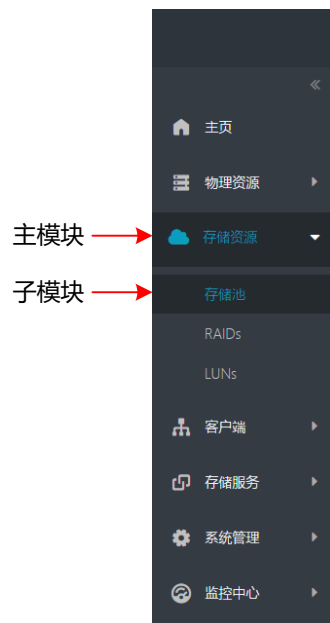 主页
物理资源
主模块
存储资源
子模块
存储池
RAIDs
LUNs
客户端
存储服务
系统管理
监控中心